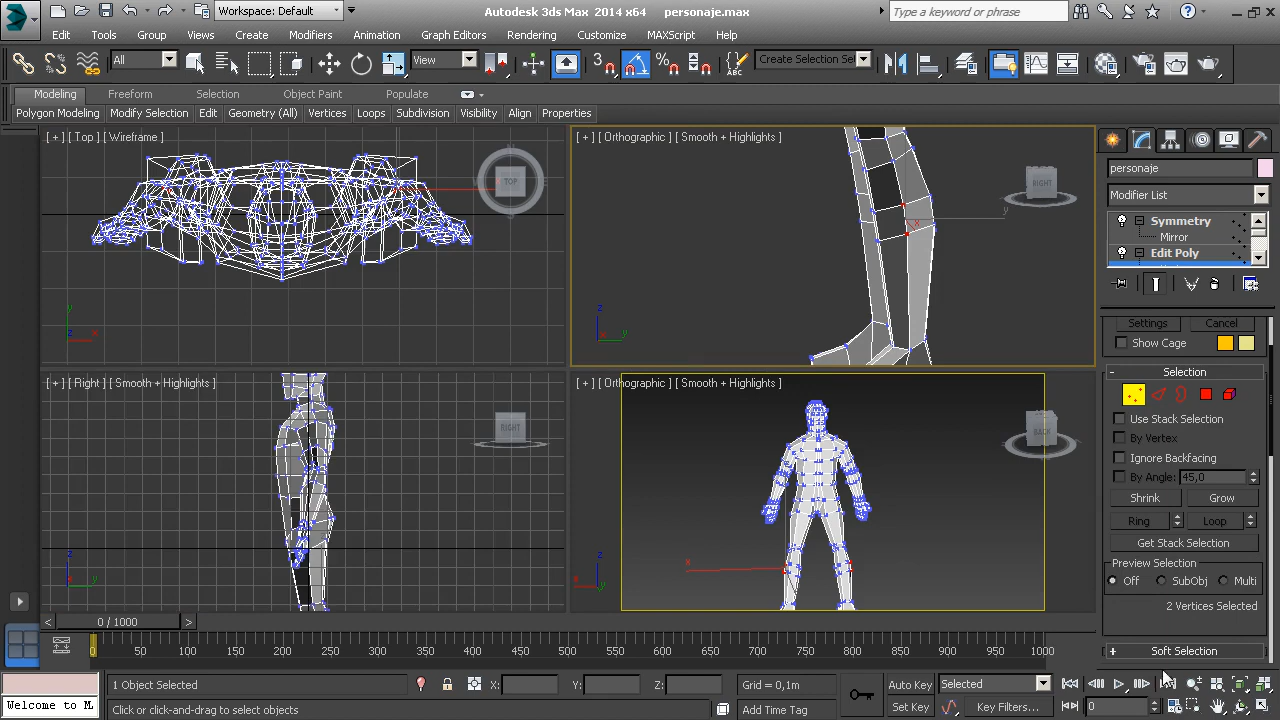 Workspace: Default
Autodesk 3ds Max 2014 x64 personaje.max
Type a keyword or phrase
Edit Tools Group Views Create Modifiers Animation Graph Editors Rendering Customize MAXScript Help
All View 3 Create Selection Se
Modeling Freeform Selection Object Paint Populate
Polygon Modeling Modify Selection Edit Geometry (All) Vertices Loops Subdivision Visibility Align Properties
[ + ] [ Top ] [ Wireframe ]
TOP
[ + ] [ Orthographic ] [ Smooth + Highlights ]
RIGHT
[ + ] [ Right ] [ Smooth + Highlights ]
RIGHT
[ + ] [ Orthographic ] [ Smooth + Highlights ]
BACK
personaje
Modifier List
Symmetry
Mirror
Edit Poly
Settings Cancel
Show Cage
- Selection
Use Stack Selection
By Vertex
Ignore Backfacing
By Angle: 45,0
Shrink Grow
Ring Loop
Get Stack Selection
Preview Selection
Off SubObj Multi
2 Vertices Selected
+ Soft Selection
< 0 / 1000 >
0 50 100 150 200 250 300 350 400 450 500 550 600 650 700 750 800 850 900 950 1000
1 Object Selected X: Y: Z: Grid = 0,1m Auto Key Selected
Welcome to M. Click or click-and-drag to select objects Add Time Tag Set Key Key Filters... 0